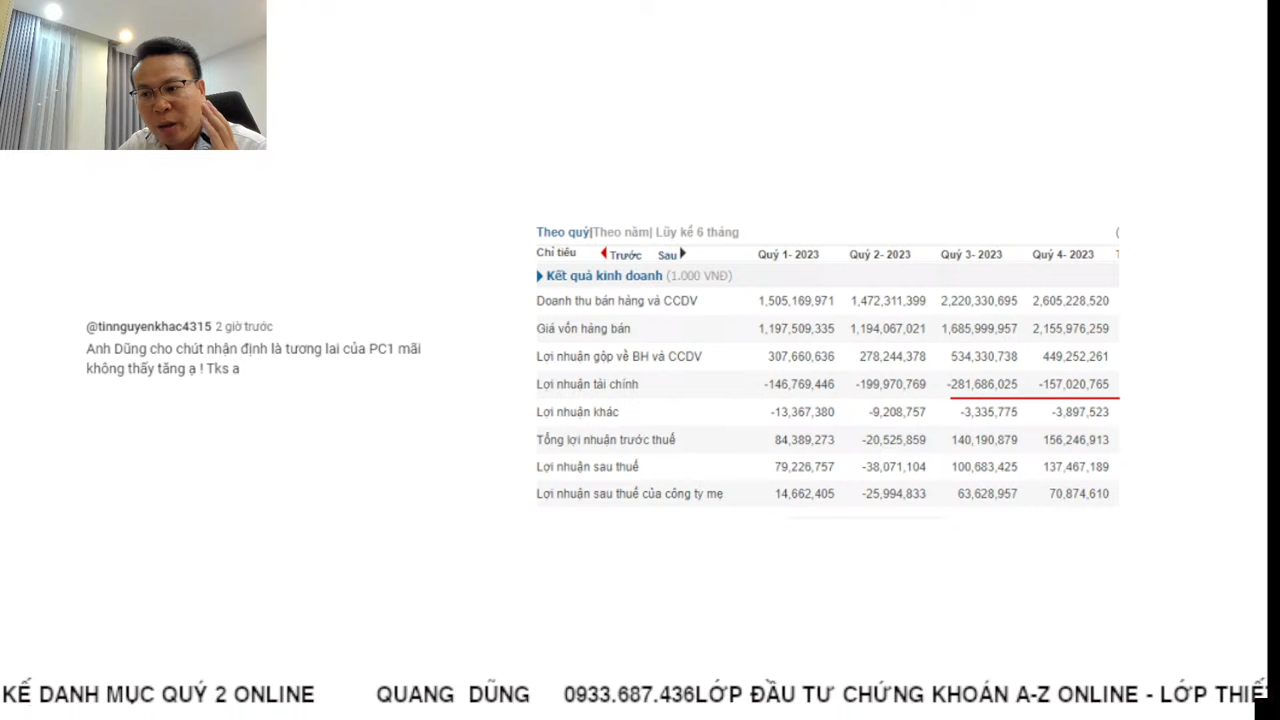 @tinnguyenkhac4315 2 giờ trước
Anh Dũng cho chút nhận định là tương lai của PC1 mãi
không thấy tăng ạ ! Tks a
Theo quý|Theo năm| Lũy kế 6 tháng (
Chỉ tiêu Trước Sau Quý 1- 2023 Quý 2- 2023 Quý 3- 2023 Quý 4- 2023
Kết quả kinh doanh (1.000 VNĐ)
Doanh thu bán hàng và CCDV 1,505,169,971 1,472,311,399 2,220,330,695 2,605,228,520
Giá vốn hàng bán 1,197,509,335 1,194,067,021 1,685,999,957 2,155,976,259
Lợi nhuận gộp về BH và CCDV 307,660,636 278,244,378 534,330,738 449,252,261
Lợi nhuận tài chính -146,769,446 -199,970,769 -281,686,025 -157,020,765
Lợi nhuận khác -13,367,380 -9,208,757 -3,335,775 -3,897,523
Tổng lợi nhuận trước thuế 84,389,273 -20,525,859 140,190,879 156,246,913
Lợi nhuận sau thuế 79,226,757 -38,071,104 100,683,425 137,467,189
Lợi nhuận sau thuế của công ty mẹ 14,662,405 -25,994,833 63,628,957 70,874,610
KẾ DANH MỤC QUÝ 2 ONLINE QUANG DŨNG 0933.687.436LỚP ĐẦU TƯ CHỨNG KHOÁN A-Z ONLINE - LỚP THIẾ